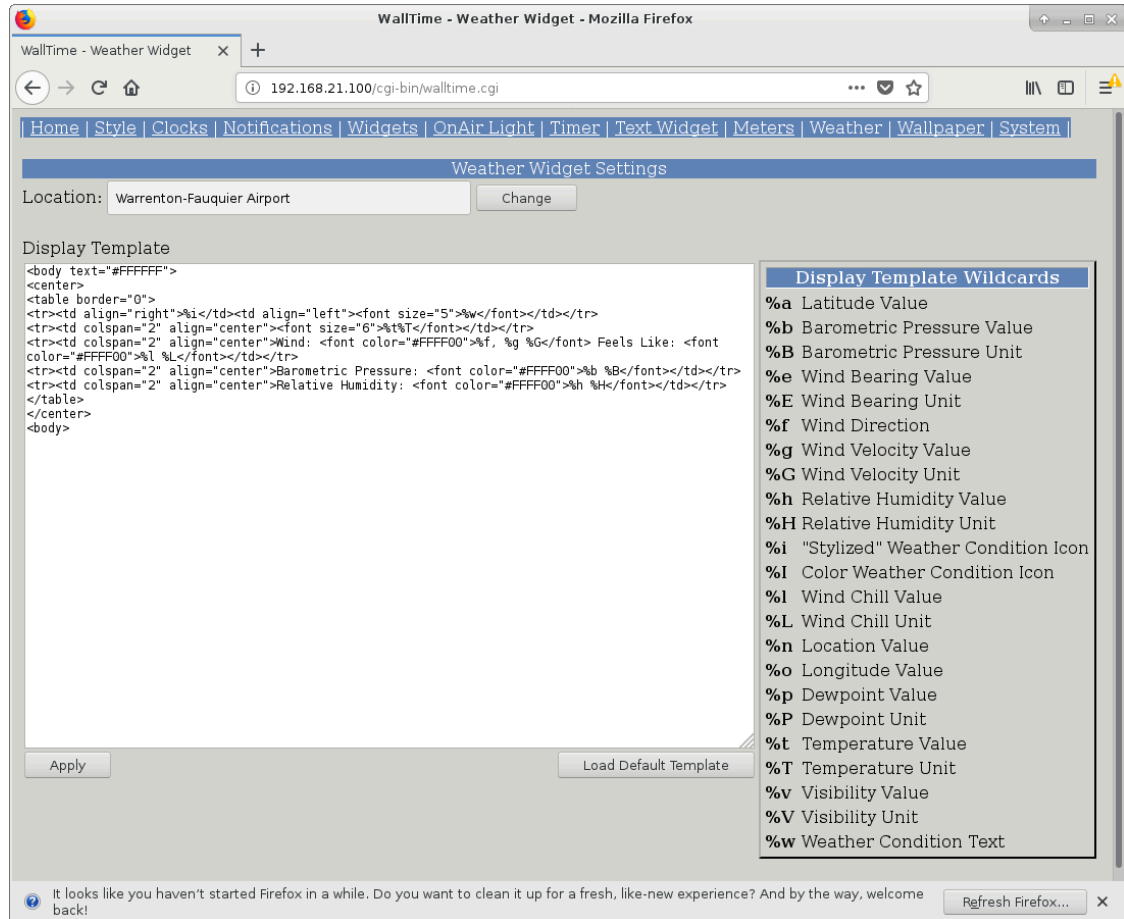 WallTime - Weather Widget - Mozilla Firefox
WallTime - Weather Widget
192.168.21.100/cgi-bin/walltime.cgi
| Home | Style | Clocks | Notifications | Widgets | OnAir Light | Timer | Text Widget | Meters | Weather | Wallpaper | System |
Weather Widget Settings
Location: Warrenton-Fauquier Airport Change
Display Template
<body text="#FFFFFF">
<center>
<table border="0">
<tr><td align="right">%i</td><td align="left"><font size="5">%w</font></td></tr>
<tr><td colspan="2" align="center"><font size="6">%t%T</font></td></tr>
<tr><td colspan="2" align="center">Wind: <font color="#FFFF00">%f, %g %G</font> Feels Like: <font
color="#FFFF00">%l %L</font></td></tr>
<tr><td colspan="2" align="center">Barometric Pressure: <font color="#FFFF00">%b %B</font></td></tr>
<tr><td colspan="2" align="center">Relative Humidity: <font color="#FFFF00">%h %H</font></td></tr>
</table>
</center>
<body>
Apply
Load Default Template
Display Template Wildcards
%a Latitude Value
%b Barometric Pressure Value
%B Barometric Pressure Unit
%e Wind Bearing Value
%E Wind Bearing Unit
%f Wind Direction
%g Wind Velocity Value
%G Wind Velocity Unit
%h Relative Humidity Value
%H Relative Humidity Unit
%i "Stylized" Weather Condition Icon
%I Color Weather Condition Icon
%l Wind Chill Value
%L Wind Chill Unit
%n Location Value
%o Longitude Value
%p Dewpoint Value
%P Dewpoint Unit
%t Temperature Value
%T Temperature Unit
%v Visibility Value
%V Visibility Unit
%w Weather Condition Text
It looks like you haven't started Firefox in a while. Do you want to clean it up for a fresh, like-new experience? And by the way, welcome
back!
Refresh Firefox...